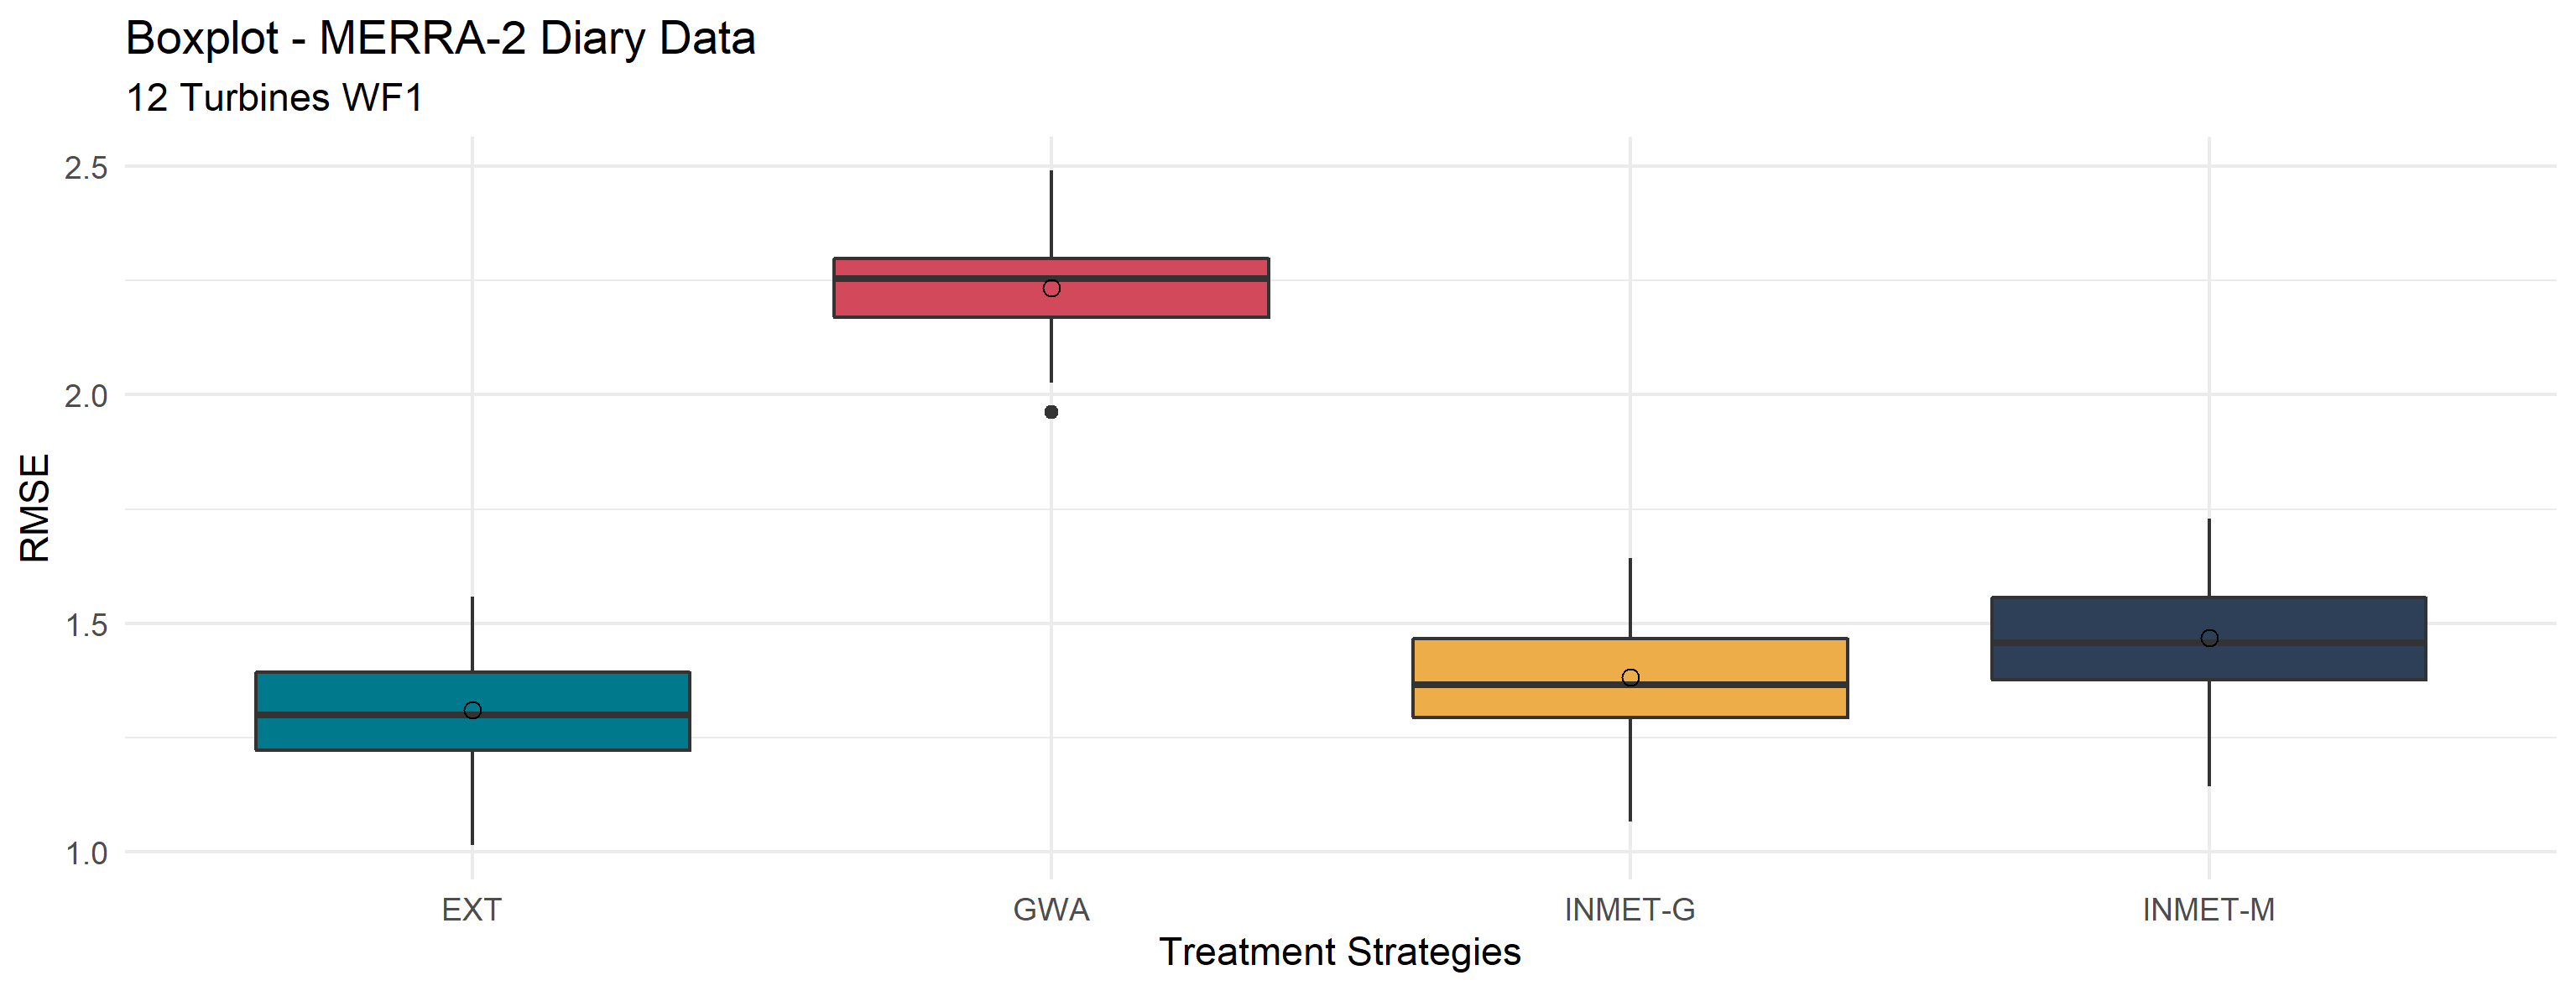 Boxplot - MERRA-2 Diary Data
12 Turbines WF1
RMSE
2.5
2.0
1.5
1.0
EXT
GWA
INMET-G
INMET-M
Treatment Strategies